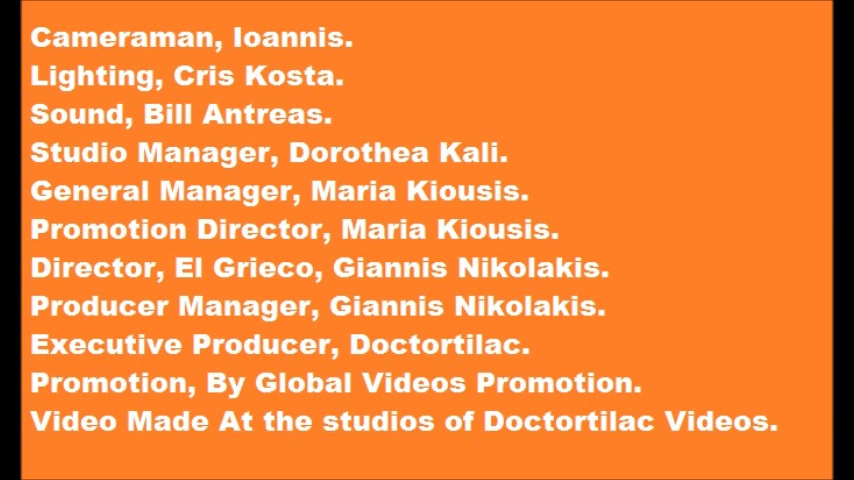 Cameraman, Ioannis.
Lighting, Cris Kosta.
Sound, Bill Antreas.
Studio Manager, Dorothea Kali.
General Manager, Maria Kiousis.
Promotion Director, Maria Kiousis.
Director, El Grieco, Giannis Nikolakis.
Producer Manager, Giannis Nikolakis.
Executive Producer, Doctortilac.
Promotion, By Global Videos Promotion.
Video Made At the studios of Doctortilac Videos.